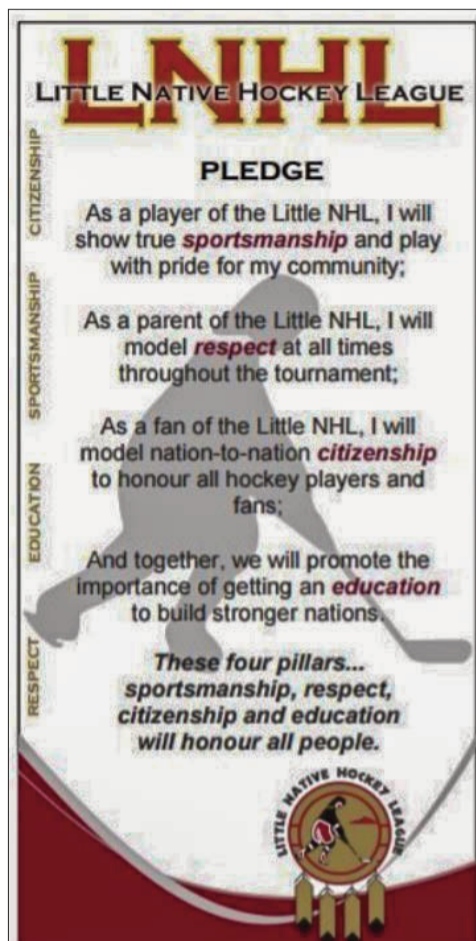 LNHL
LITTLE NATIVE HOCKEY LEAGUE
PLEDGE
As a player of the Little NHL, I will
show true sportsmanship and play
with pride for my community;
As a parent of the Little NHL, I will
model respect at all times
throughout the tournament;
As a fan of the Little NHL, I will
model nation-to-nation citizenship
to honour all hockey players and
fans;
And together, we will promote the
importance of getting an education
to build stronger nations.
These four pillars...
sportsmanship, respect,
citizenship and education
will honour all people.
CITIZENSHIP
SPORTSMANSHIP
EDUCATION
RESPECT
LITTLE NATIVE HOCKEY LEAGUE